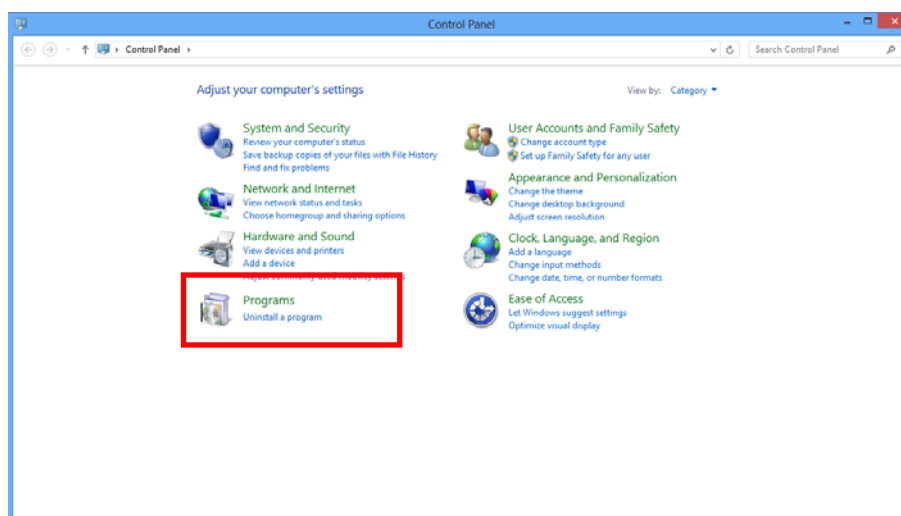 Control Panel
Control Panel
Search Control Panel
Adjust your computer's settings
View by: Category
System and Security
Review your computer's status
Save backup copies of your files with File History
Find and fix problems
Network and Internet
View network status and tasks
Choose homegroup and sharing options
Hardware and Sound
View devices and printers
Add a device
Adjust commonly used mobility settings
Programs
Uninstall a program
User Accounts and Family Safety
Change account type
Set up Family Safety for any user
Appearance and Personalization
Change the theme
Change desktop background
Adjust screen resolution
Clock, Language, and Region
Add a language
Change input methods
Change date, time, or number formats
Ease of Access
Let Windows suggest settings
Optimize visual display